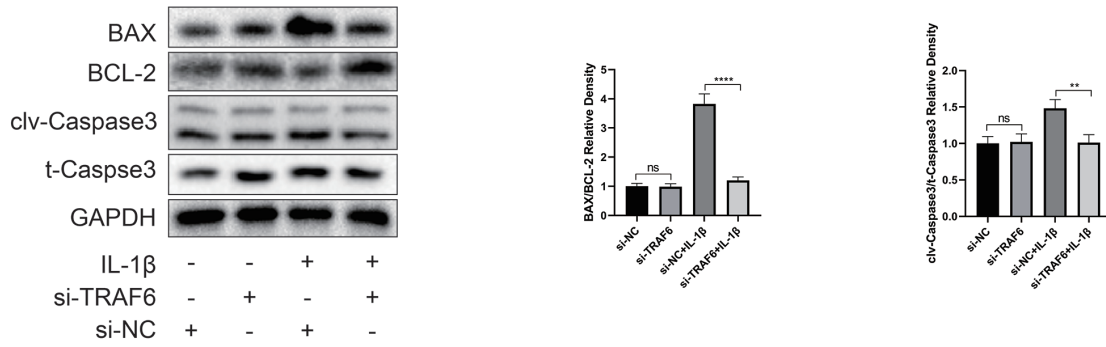 BAX
BCL-2
clv-Caspase3
t-Caspse3
GAPDH
IL-1β - - + +
si-TRAF6 - + - +
si-NC + - + -
BAX/BCL-2 Relative Density
5
4
3
2
1
0
ns
****
si-NC
si-TRAF6
si-NC+IL-1β
si-TRAF6+IL-1β
clv-Caspase3/t-Caspase3 Relative Density
2.0
1.5
1.0
0.5
0.0
ns
**
si-NC
si-TRAF6
si-NC+IL-1β
si-TRAF6+IL-1β